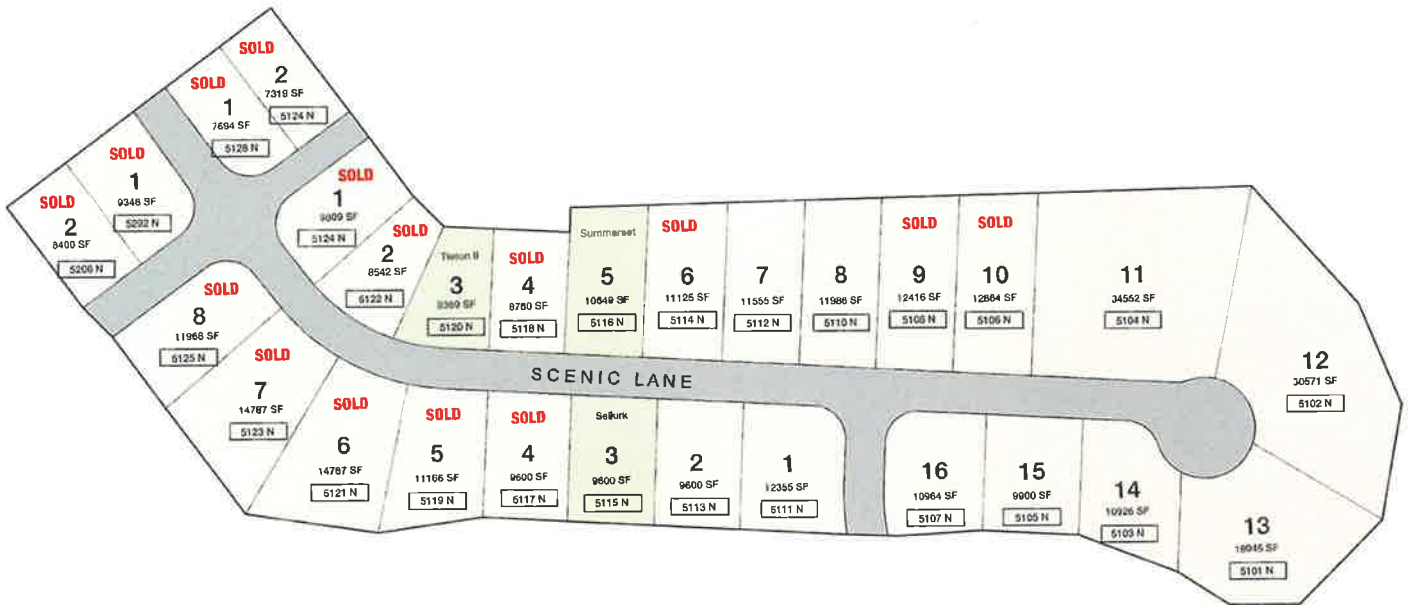 SOLD
2
7319 SF
5124 N
SOLD
1
7694 SF
5128 N
SOLD
1
9348 SF
5202 N
SOLD
2
8400 SF
5206 N
SOLD
1
9809 SF
5124 N
SOLD
2
8542 SF
5122 N
3
5120 N
SOLD
4
8760 SF
5118 N
Summerset
5
10649 SF
5116 N
SOLD
6
11125 SF
5114 N
7
11555 SF
5112 N
8
11986 SF
5110 N
SOLD
9
12416 SF
5108 N
SOLD
10
12864 SF
5106 N
11
34552 SF
5104 N
12
30571 SF
5102 N
SOLD
8
11968 SF
5125 N
SOLD
7
14787 SF
5123 N
SCENIC LANE
SOLD
6
14787 SF
5121 N
SOLD
5
11166 SF
5119 N
SOLD
4
9600 SF
5117 N
Selkurk
3
9600 SF
5115 N
2
9600 SF
5113 N
1
12355 SF
5111 N
16
10964 SF
5107 N
15
9900 SF
5105 N
14
10926 SF
5103 N
13
18945 SF
5101 N